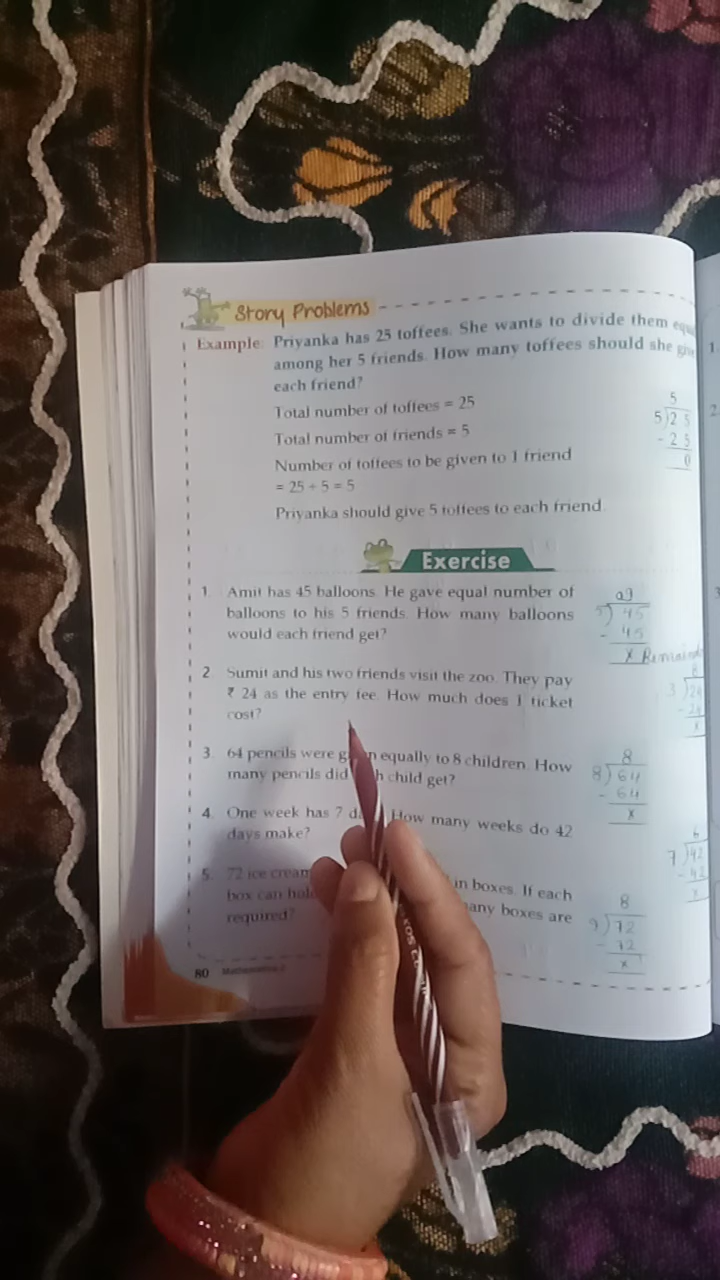 Story Problems
Example: Priyanka has 25 toffees. She wants to divide them
among her 5 friends. How many toffees should she
each friend?
Total number of toffees = 25
Total number of friends = 5
Number of toffees to be given to 1 friend
= 25 ÷ 5 = 5
Priyanka should give 5 toffees to each friend.
5
5)25
- 25
0
Exercise
1. Amit has 45 balloons. He gave equal number of
balloons to his 5 friends. How many balloons
would each friend get?
09
5)45
- 45
x Remaind
2. Sumit and his two friends visit the zoo. They pay
₹ 24 as the entry fee. How much does 1 ticket
cost?
8
3)24
- 24
x
3. 64 pencils were equally to 8 children. How
many pencils did child get?
8
8)64
- 64
x
4. One week has 7 How many weeks do 42
days make?
6
7)42
- 42
x
5. 72 ice cream in boxes. If each
box can hold many boxes are
required?
8
9)72
- 72
x
80 Mathematics